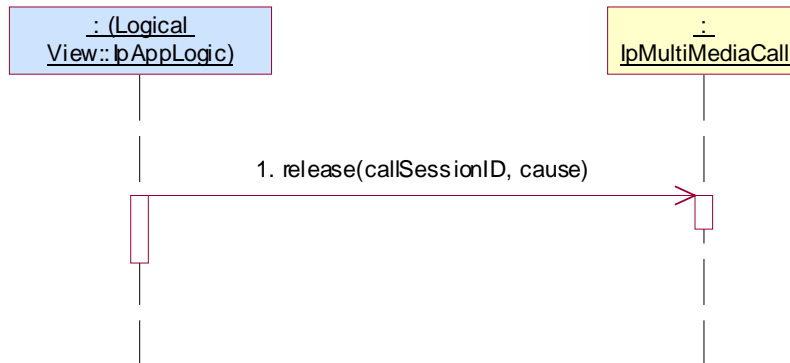 : (Logical
View::IpAppLogic)
:
IpMultiMediaCall
1. release(callSessionID, cause)